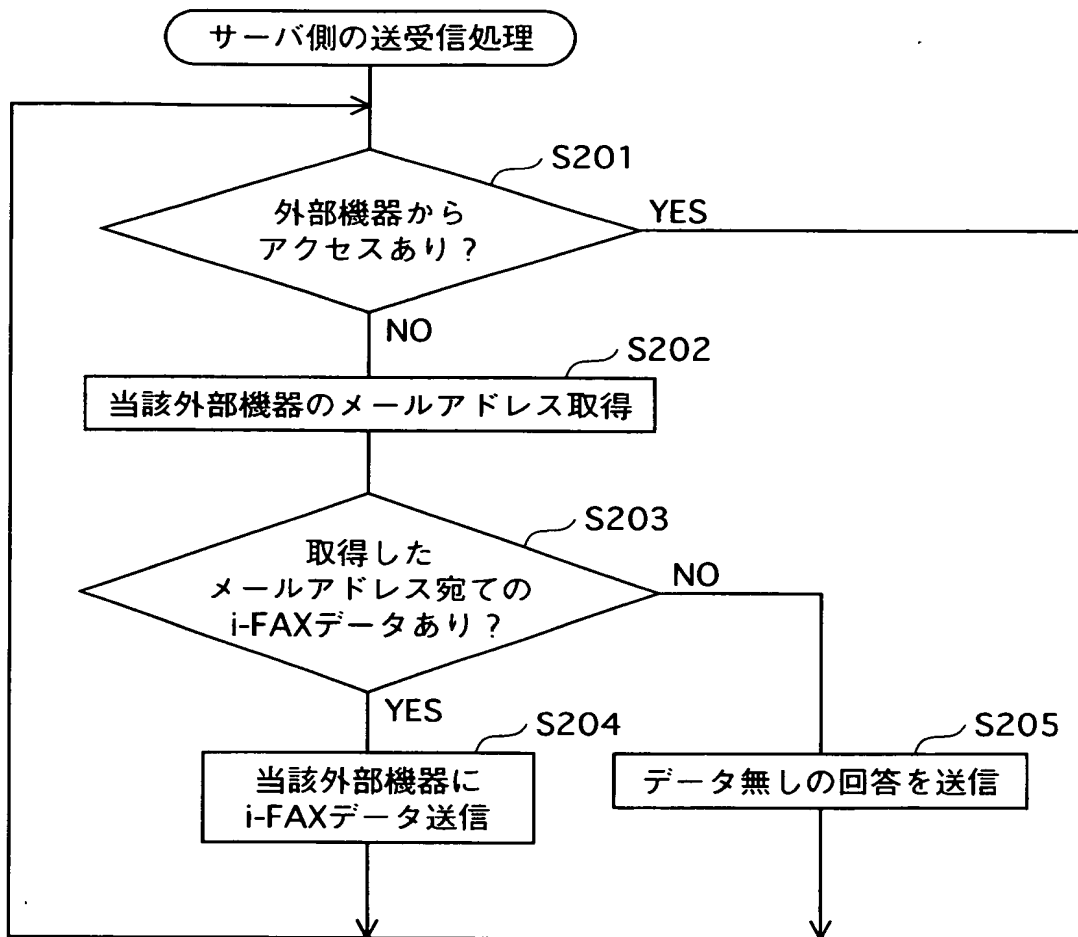 サーバ側の送受信処理
S201
外部機器から
アクセスあり?
YES
NO
S202
当該外部機器のメールアドレス取得
S203
取得した
メールアドレス宛ての
i-FAXデータあり?
NO
YES
S204
当該外部機器に
i-FAXデータ送信
S205
データ無しの回答を送信